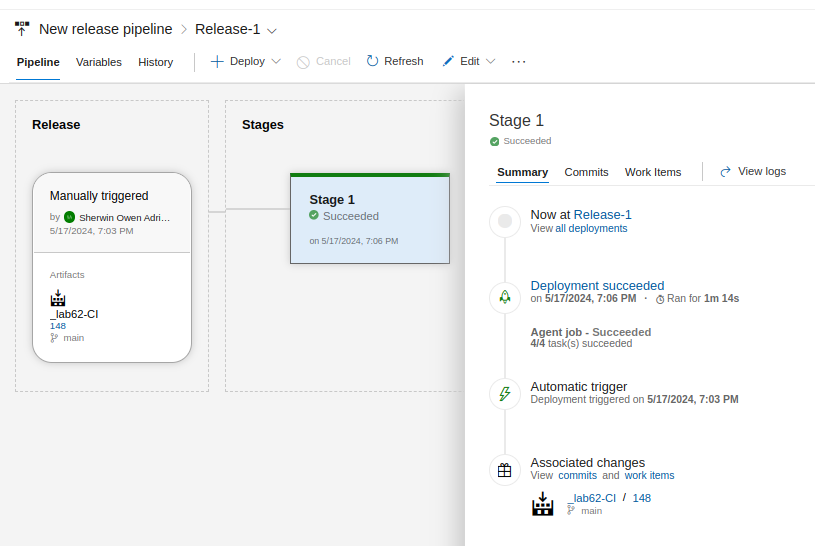 New release pipeline > Release-1
Pipeline Variables History Deploy Cancel Refresh Edit ...
Release
Manually triggered
by Sherwin Owen Adri...
5/17/2024, 7:03 PM
Artifacts
_lab62-CI
148
main
Stages
Stage 1
Succeeded
on 5/17/2024, 7:06 PM
Stage 1
Succeeded
Summary Commits Work Items View logs
Now at Release-1
View all deployments
Deployment succeeded
on 5/17/2024, 7:06 PM · Ran for 1m 14s
Agent job - Succeeded
4/4 task(s) succeeded
Automatic trigger
Deployment triggered on 5/17/2024, 7:03 PM
Associated changes
View commits and work items
_lab62-CI / 148
main